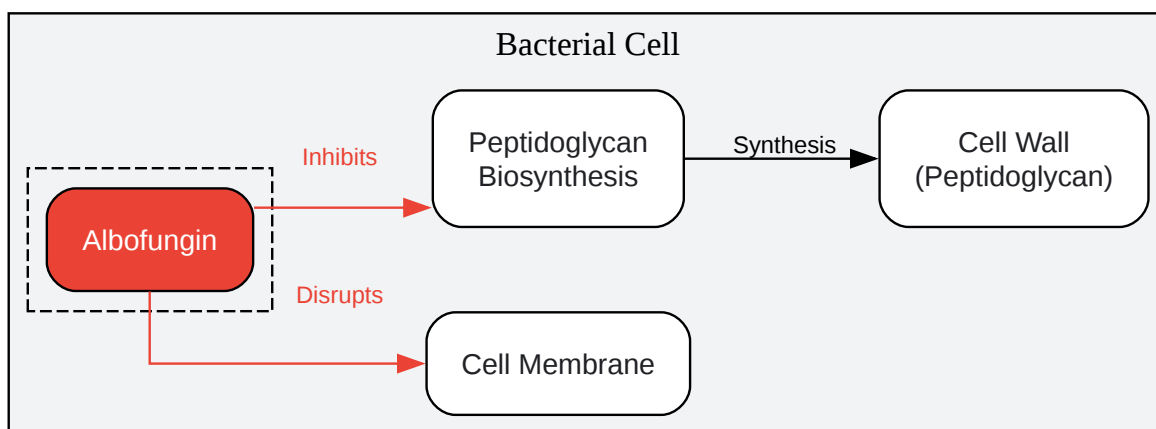 Bacterial Cell
Inhibits
Peptidoglycan
Biosynthesis
Synthesis
Cell Wall
(Peptidoglycan)
Albofungin
Disrupts
Cell Membrane